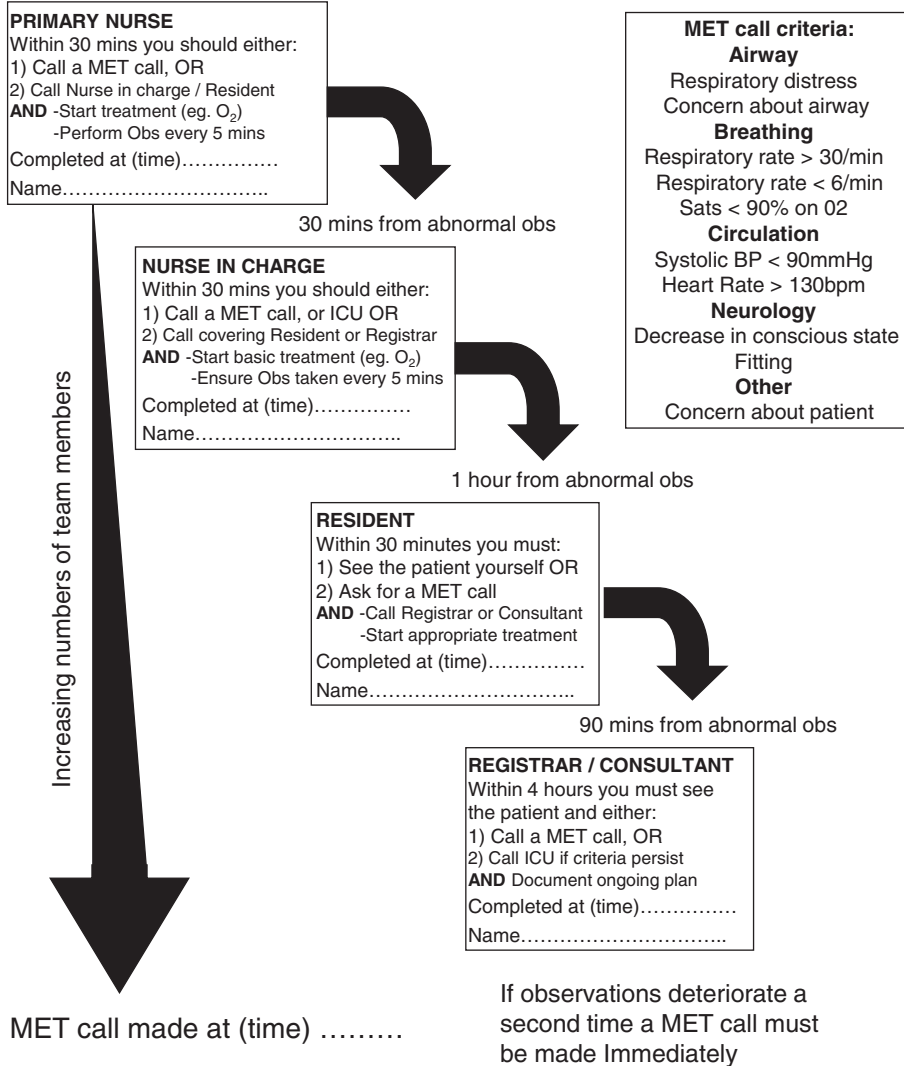 PRIMARY NURSE
Within 30 mins you should either:
1) Call a MET call, OR
2) Call Nurse in charge / Resident
AND -Start treatment (eg. O₂)
-Perform Obs every 5 mins
Completed at (time)……………
Name…………………………..
30 mins from abnormal obs
NURSE IN CHARGE
Within 30 mins you should either:
1) Call a MET call, or ICU OR
2) Call covering Resident or Registrar
AND -Start basic treatment (eg. O₂)
-Ensure Obs taken every 5 mins
Completed at (time)……………
Name…………………………..
1 hour from abnormal obs
RESIDENT
Within 30 minutes you must:
1) See the patient yourself OR
2) Ask for a MET call
AND -Call Registrar or Consultant
-Start appropriate treatment
Completed at (time)……………
Name…………………………..
90 mins from abnormal obs
REGISTRAR / CONSULTANT
Within 4 hours you must see
the patient and either:
1) Call a MET call, OR
2) Call ICU if criteria persist
AND Document ongoing plan
Completed at (time)……………
Name…………………………..
MET call criteria:
Airway
Respiratory distress
Concern about airway
Breathing
Respiratory rate > 30/min
Respiratory rate < 6/min
Sats < 90% on 02
Circulation
Systolic BP < 90mmHg
Heart Rate > 130bpm
Neurology
Decrease in conscious state
Fitting
Other
Concern about patient
Increasing numbers of team members
MET call made at (time) ………
If observations deteriorate a
second time a MET call must
be made Immediately